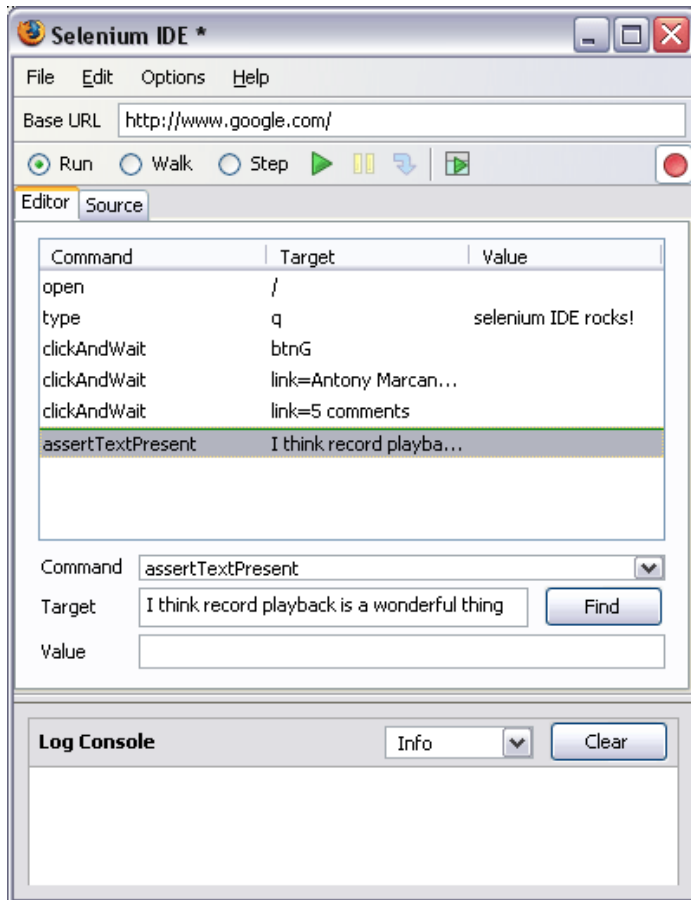 Selenium IDE *
File Edit Options Help
Base URL http://www.google.com/
Run Walk Step
Editor Source
Command Target Value
open /
type q selenium IDE rocks!
clickAndWait btnG
clickAndWait link=Antony Marcan...
clickAndWait link=5 comments
assertTextPresent I think record playba...
Command assertTextPresent
Target I think record playback is a wonderful thing Find
Value
Log Console Info Clear